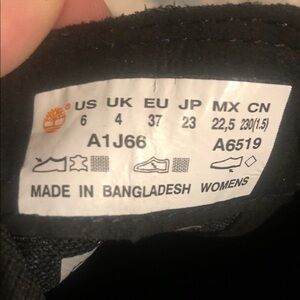 US UK EU JP MX CN
6 4 37 23 22,5 230(1.5)
A1J66 A6519
MADE IN BANGLADESH WOMENS